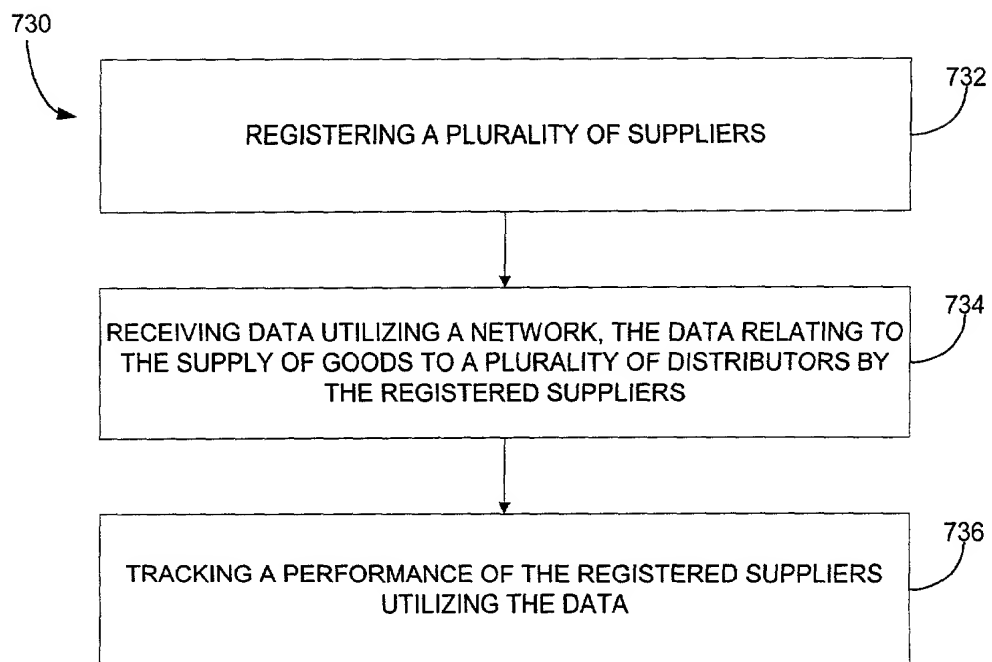 730
732
REGISTERING A PLURALITY OF SUPPLIERS
734
RECEIVING DATA UTILIZING A NETWORK, THE DATA RELATING TO
THE SUPPLY OF GOODS TO A PLURALITY OF DISTRIBUTORS BY
THE REGISTERED SUPPLIERS
736
TRACKING A PERFORMANCE OF THE REGISTERED SUPPLIERS
UTILIZING THE DATA